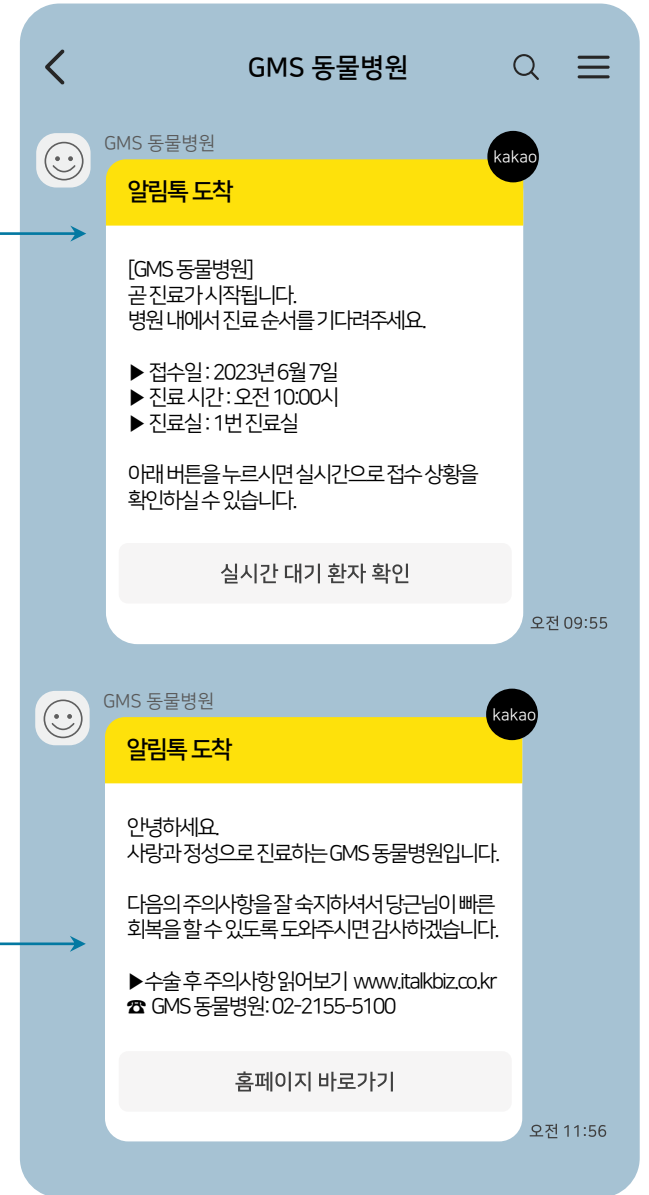 GMS 동물병원
GMS 동물병원
kakao
알림톡 도착
[GMS 동물병원]
곧 진료가 시작됩니다.
병원 내에서 진료 순서를 기다려주세요.
▶ 접수일 : 2023년 6월 7일
▶ 진료 시간 : 오전 10:00시
▶ 진료실 : 1번 진료실
아래 버튼을 누르시면 실시간으로 접수 상황을
확인하실 수 있습니다.
실시간 대기 환자 확인
오전 09:55
GMS 동물병원
kakao
알림톡 도착
안녕하세요.
사랑과 정성으로 진료하는 GMS 동물병원입니다.
다음의 주의사항을 잘 숙지하셔서 당근님이 빠른
회복을 할 수 있도록 도와주시면 감사하겠습니다.
▶수술 후 주의사항 읽어보기 www.italkbiz.co.kr
☎ GMS 동물병원: 02-2155-5100
홈페이지 바로가기
오전 11:56